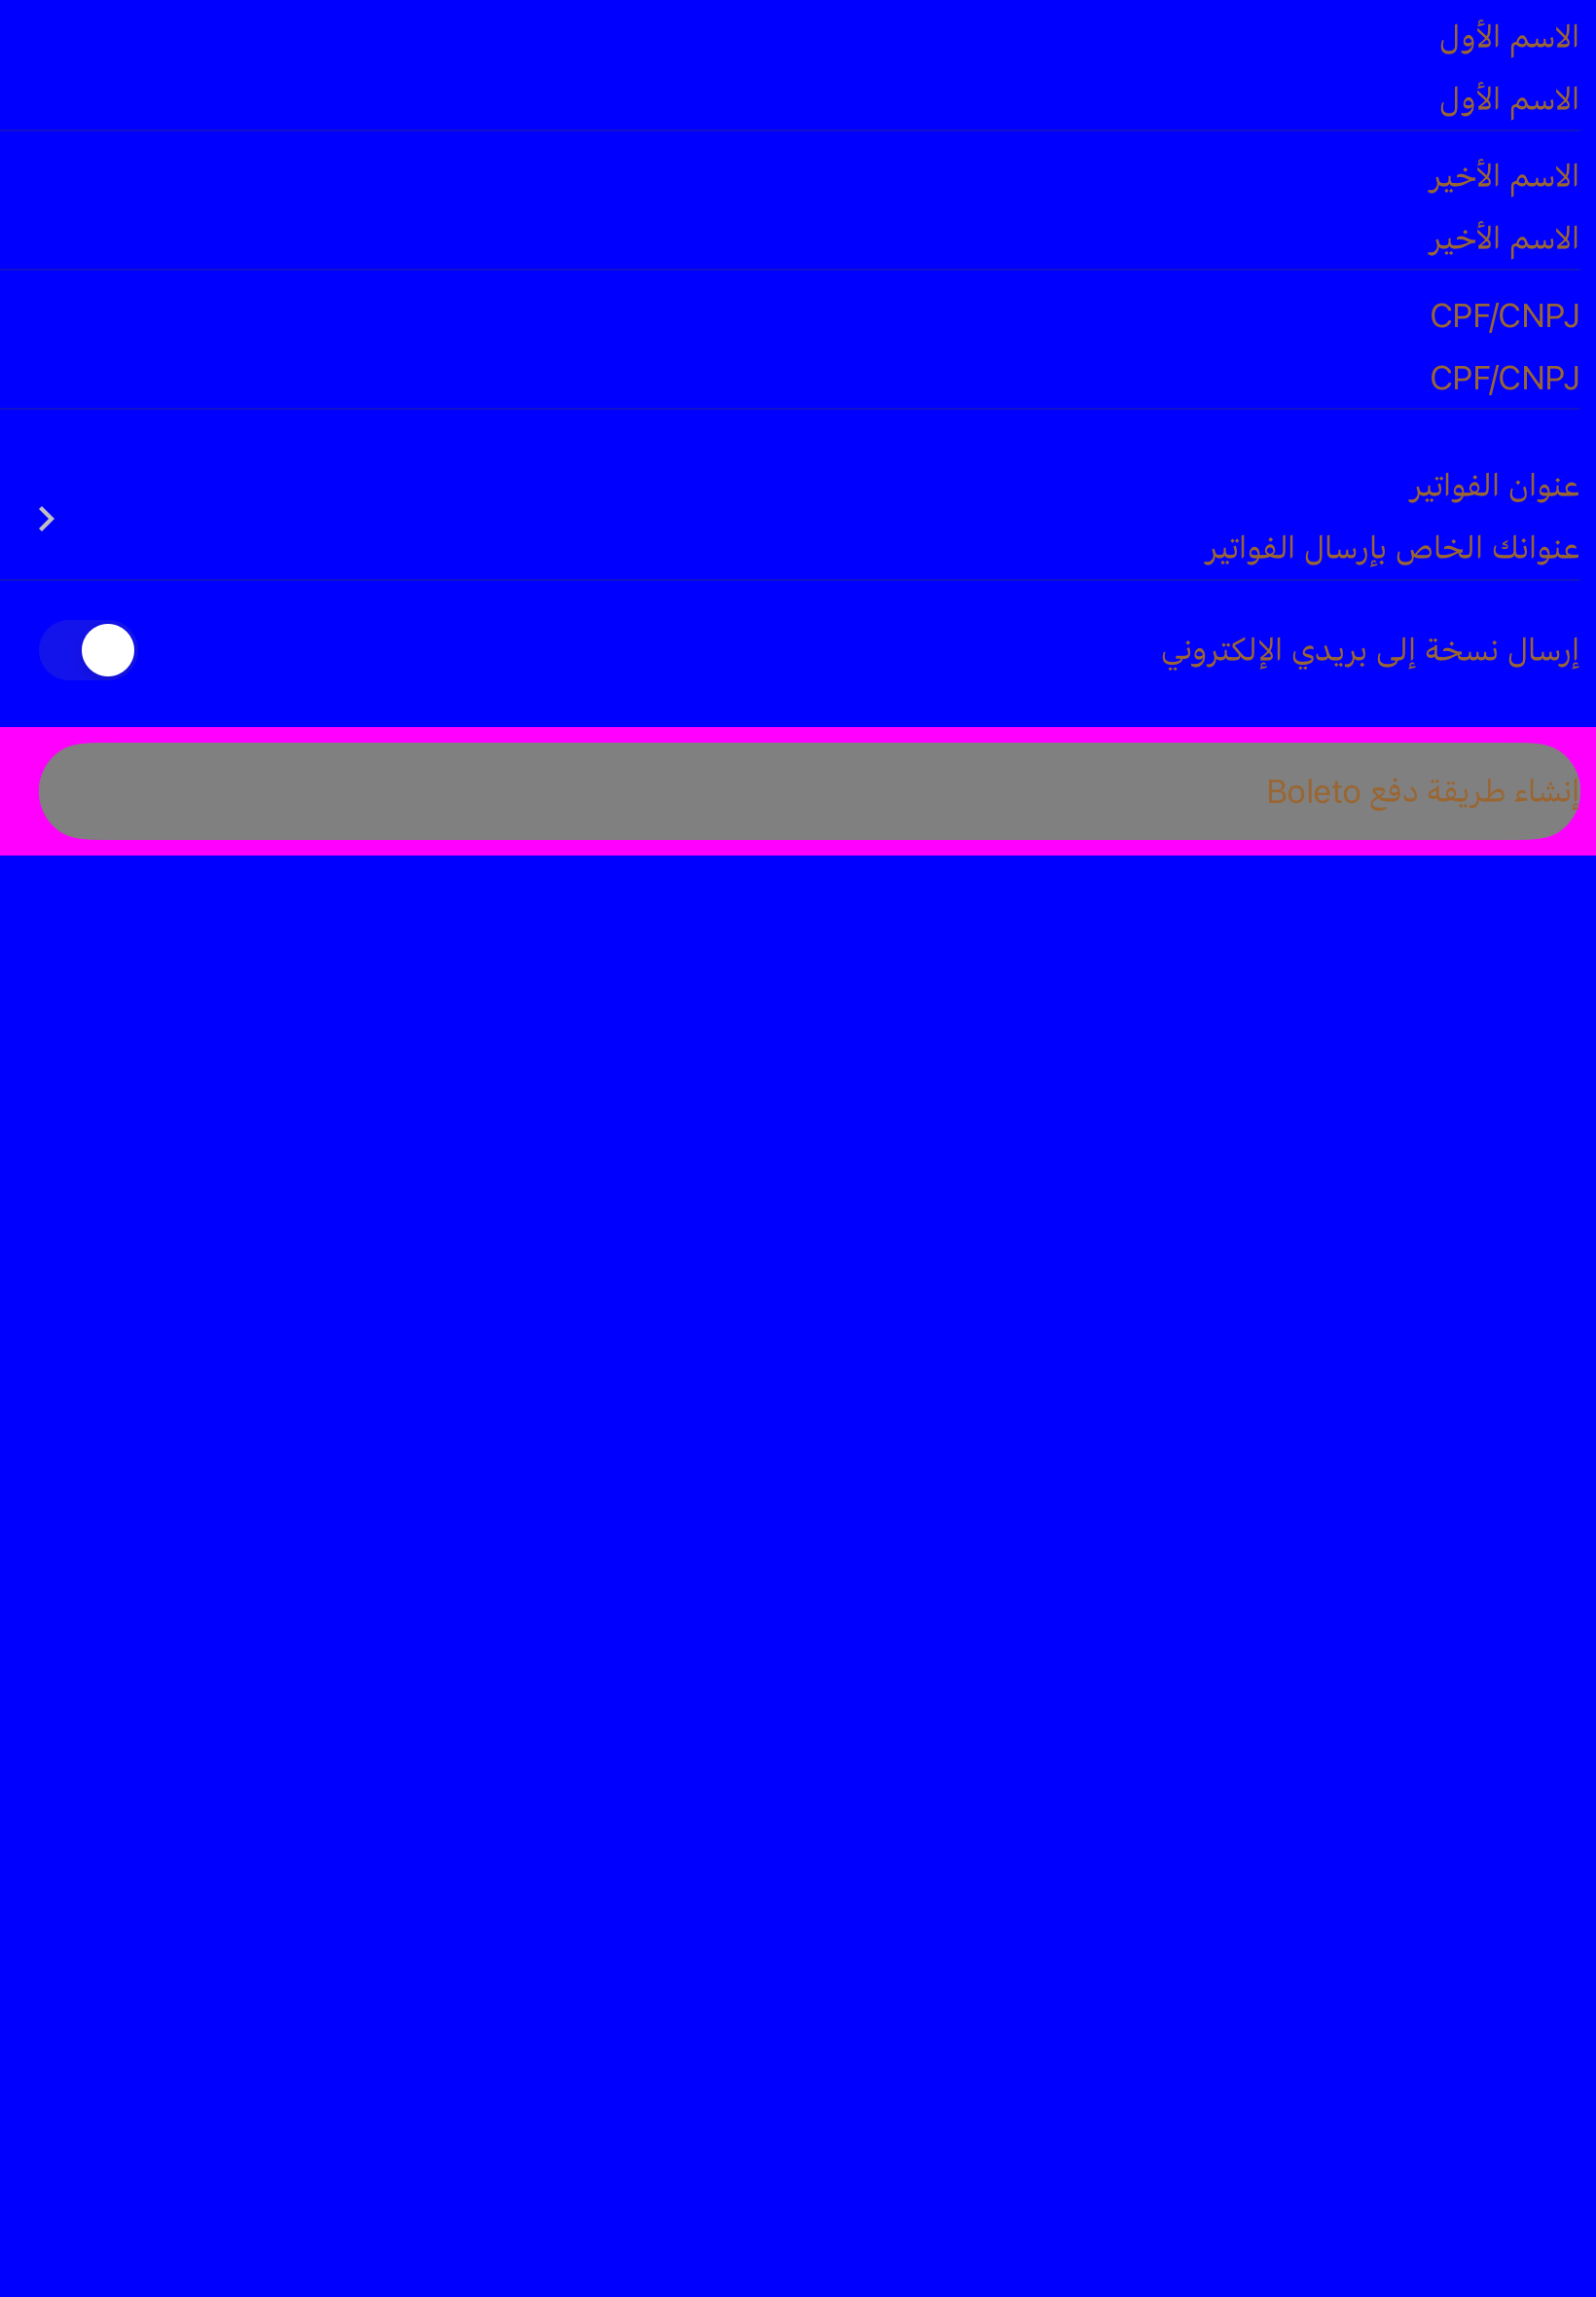 الاسم الأول
الاسم الأول
الاسم الأخير
الاسم الأخير
CPF/CNPJ
CPF/CNPJ
عنوان الفواتير
عنوانك الخاص بإرسال الفواتير
إرسال نسخة إلى بريدي الإلكتروني
إنشاء طريقة دفع Boleto